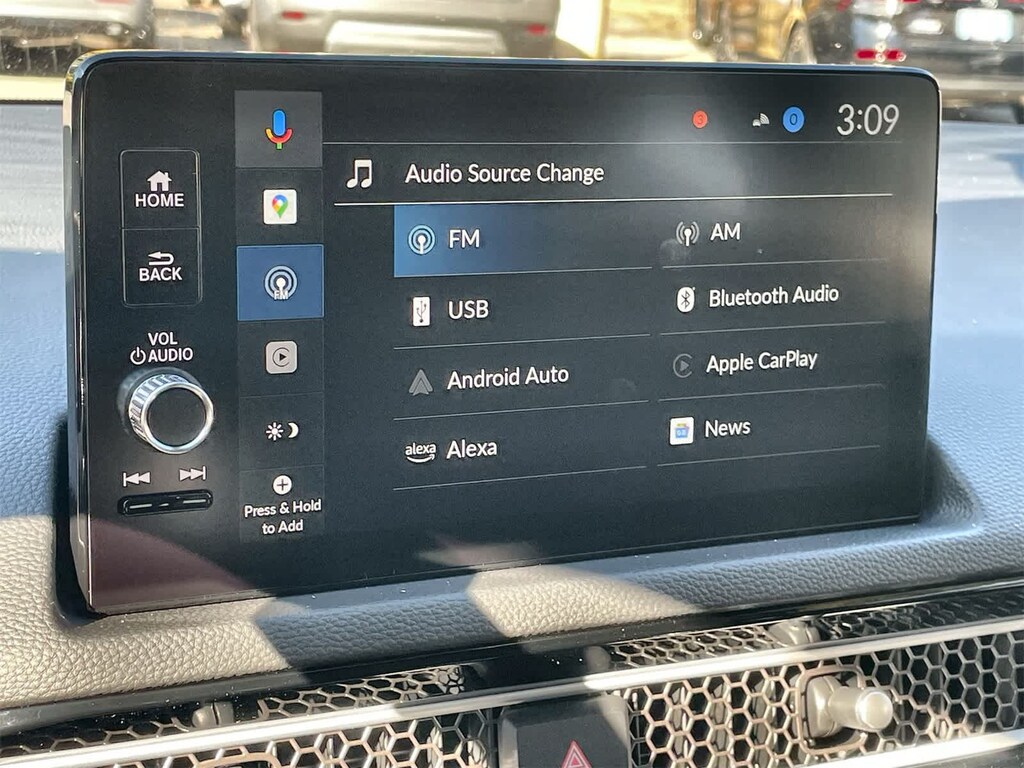 3:09
HOME
BACK
VOL
AUDIO
FM
Press & Hold
to Add
Audio Source Change
FM
AM
USB
Bluetooth Audio
Android Auto
Apple CarPlay
alexa Alexa
News